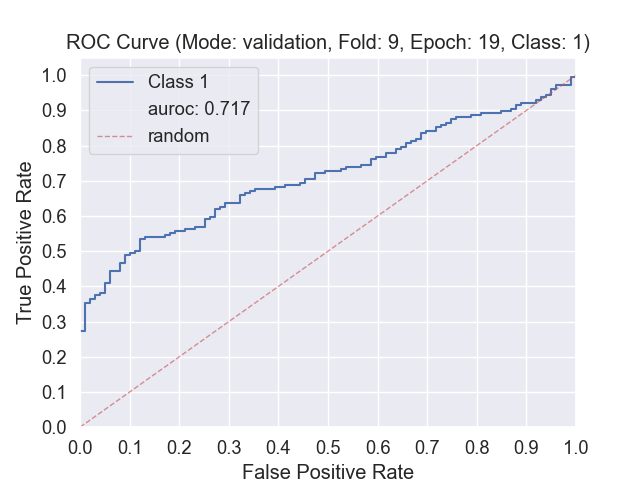 ROC Curve (Mode: validation, Fold: 9, Epoch: 19, Class: 1)
1.0
0.9
0.8
0.7
0.6
0.5
0.4
0.3
0.2
0.1
0.0
True Positive Rate
Class 1
auroc: 0.717
random
0.0 0.1 0.2 0.3 0.4 0.5 0.6 0.7 0.8 0.9 1.0
False Positive Rate